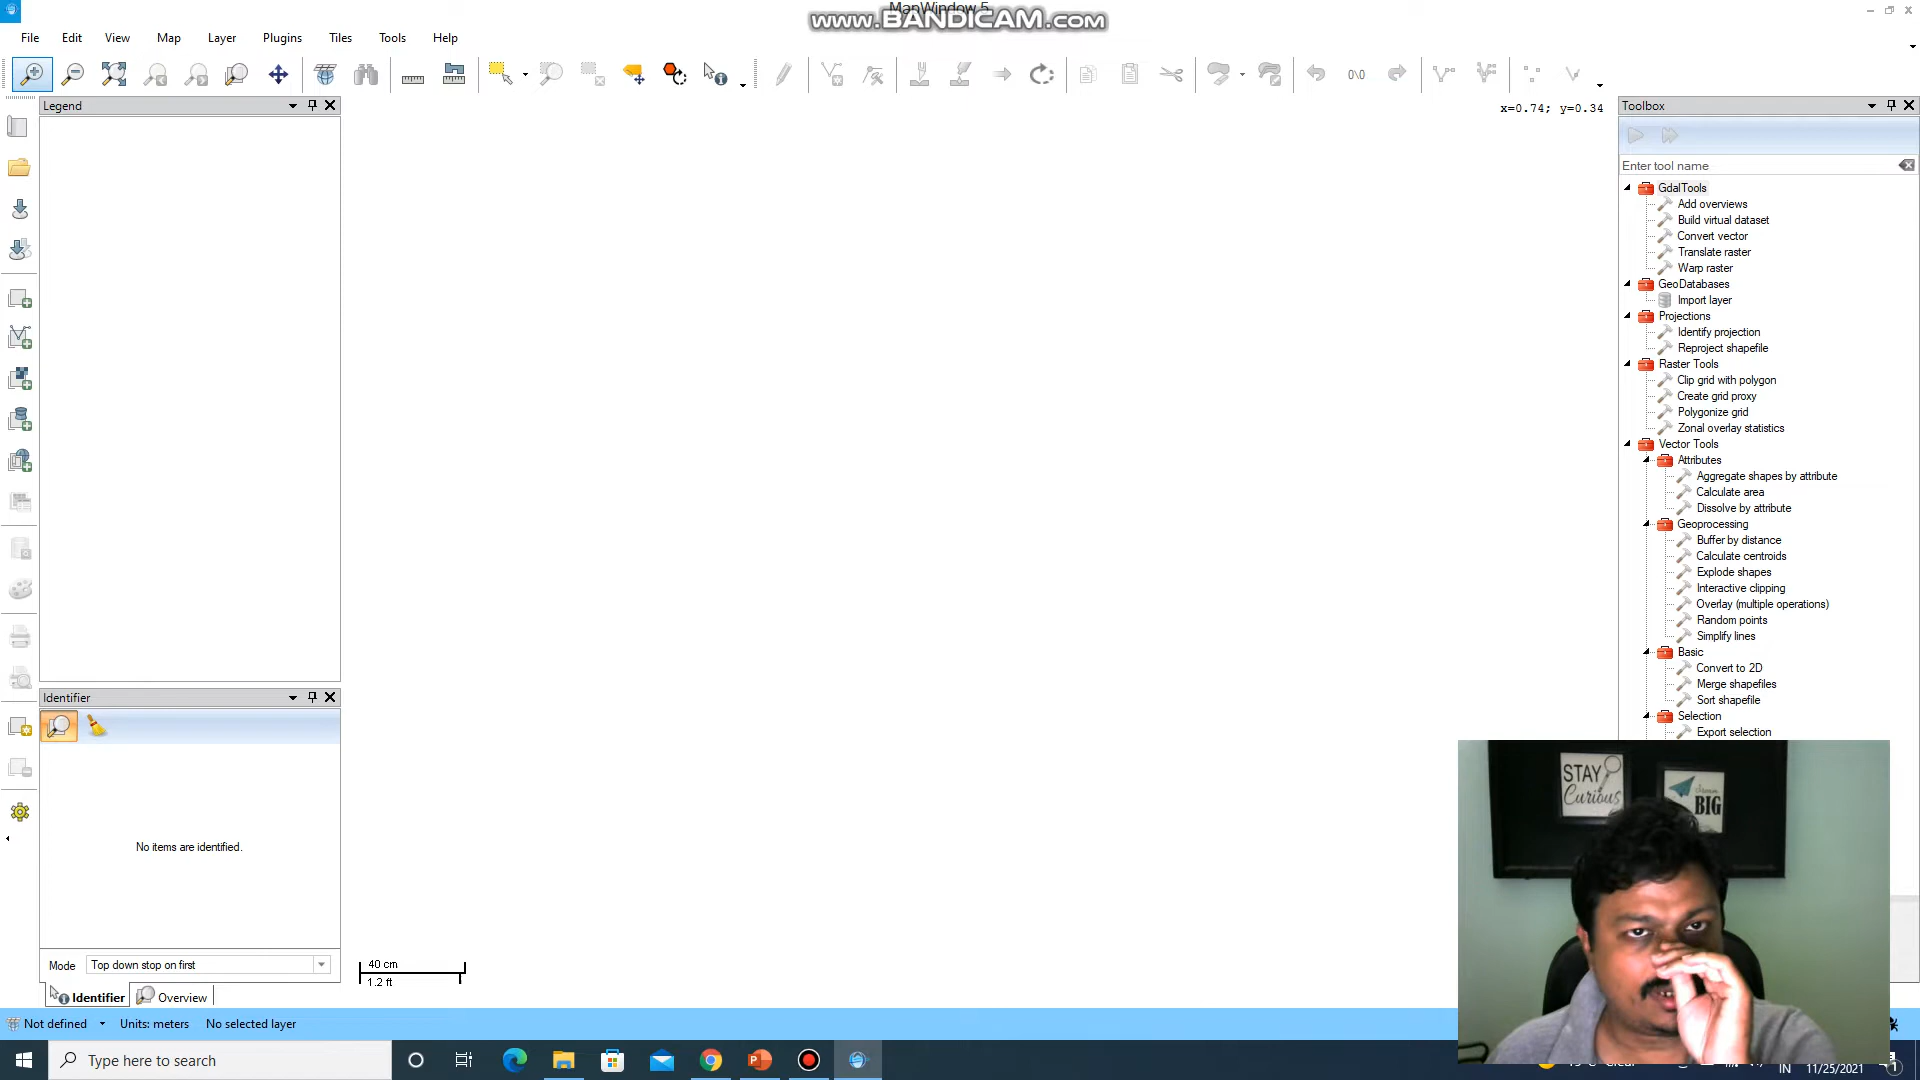 MapWindow 5
www.BANDICAM.com
File Edit View Map Layer Plugins Tiles Tools Help
0\0
Legend
x=0.74; y=0.34
Toolbox
Enter tool name
GdalTools
Add overviews
Build virtual dataset
Convert vector
Translate raster
Warp raster
GeoDatabases
Import layer
Projections
Identify projection
Reproject shapefile
Raster Tools
Clip grid with polygon
Create grid proxy
Polygonize grid
Zonal overlay statistics
Vector Tools
Attributes
Aggregate shapes by attribute
Calculate area
Dissolve by attribute
Geoprocessing
Buffer by distance
Calculate centroids
Explode shapes
Interactive clipping
Overlay (multiple operations)
Random points
Simplify lines
Basic
Convert to 2D
Merge shapefiles
Sort shapefile
Selection
Export selection
Identifier
No items are identified.
Mode Top down stop on first
Identifier Overview
40 cm
1.2 ft
STAY
Curious
dream
BIG
Not defined Units: meters No selected layer
Type here to search
IN 11/25/2021 1